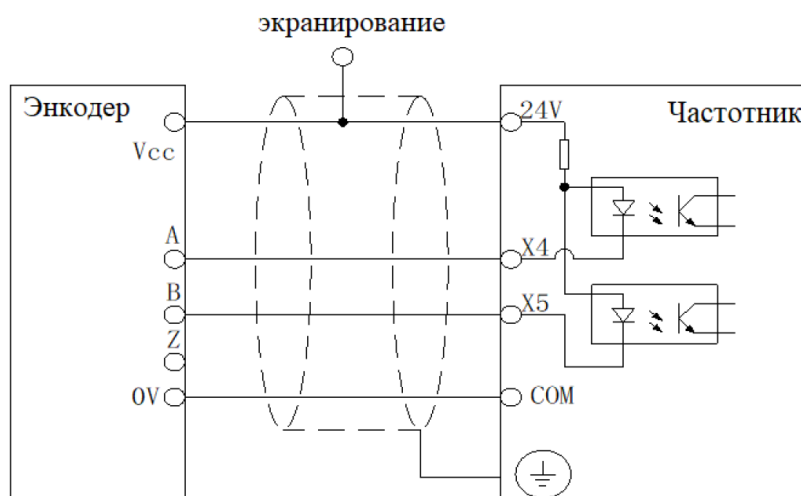 экранирование
Энкодер
24V
Частотник
Vcc
A
X4
B
X5
Z
0V
COM